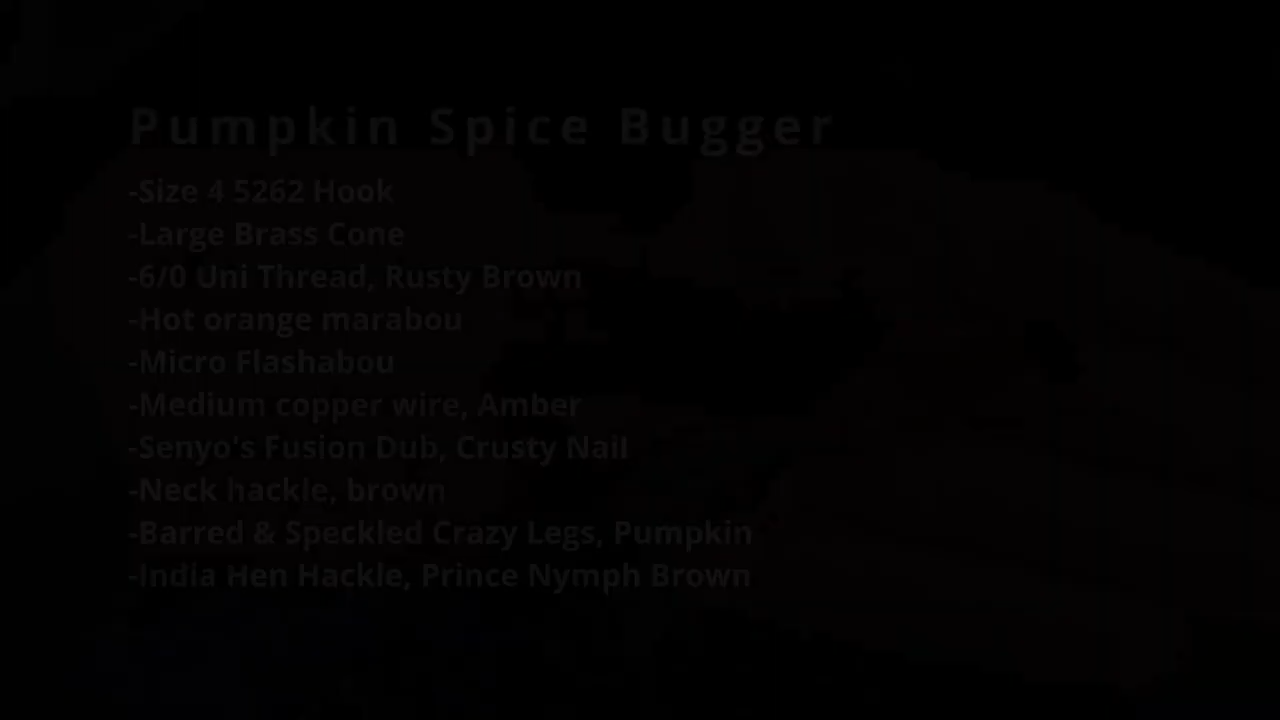 Pumpkin Spice Bugger
-Size 4 5262 Hook
-Large Brass Cone
-6/0 Uni Thread, Rusty Brown
-Hot orange marabou
-Micro Flashabou
-Medium copper wire, Amber
-Senyo's Fusion Dub, Crusty Nail
-Neck hackle, brown
-Barred & Speckled Crazy Legs, Pumpkin
-India Hen Hackle, Prince Nymph Brown